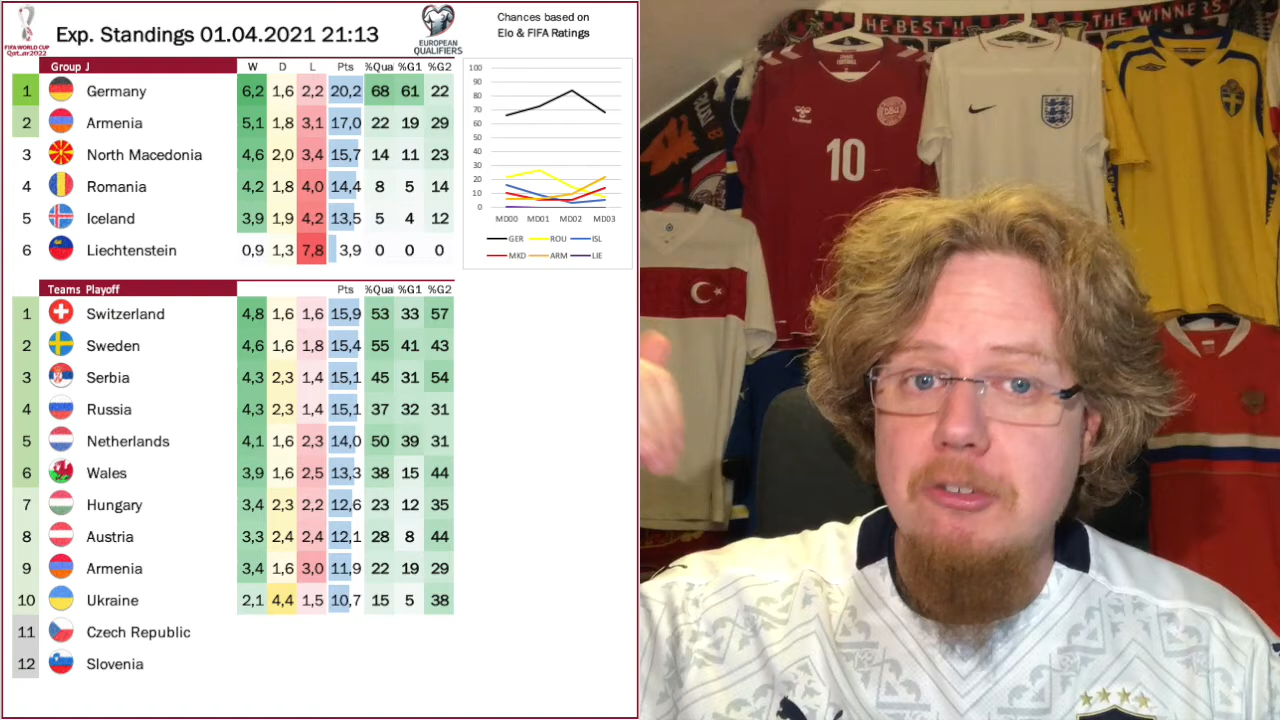 FIFA WORLD CUP
Qatar2022
Exp. Standings 01.04.2021 21:13
EUROPEAN
QUALIFIERS
Chances based on
Elo & FIFA Ratings
Group J W D L Pts %Qua %G1 %G2
1 Germany 6,2 1,6 2,2 20,2 68 61 22
2 Armenia 5,1 1,8 3,1 17,0 22 19 29
3 North Macedonia 4,6 2,0 3,4 15,7 14 11 23
4 Romania 4,2 1,8 4,0 14,4 8 5 14
5 Iceland 3,9 1,9 4,2 13,5 5 4 12
6 Liechtenstein 0,9 1,3 7,8 3,9 0 0 0
100
90
80
70
60
50
40
30
20
10
0
MD00 MD01 MD02 MD03
GER ROU ISL
MKD ARM LIE
Teams Playoff Pts %Qua %G1 %G2
1 Switzerland 4,8 1,6 1,6 15,9 53 33 57
2 Sweden 4,6 1,6 1,8 15,4 55 41 43
3 Serbia 4,3 2,3 1,4 15,1 45 31 54
4 Russia 4,3 2,3 1,4 15,1 37 32 31
5 Netherlands 4,1 1,6 2,3 14,0 50 39 31
6 Wales 3,9 1,6 2,5 13,3 38 15 44
7 Hungary 3,4 2,3 2,2 12,6 23 12 35
8 Austria 3,3 2,4 2,4 12,1 28 8 44
9 Armenia 3,4 1,6 3,0 11,9 22 19 29
10 Ukraine 2,1 4,4 1,5 10,7 15 5 38
11 Czech Republic
12 Slovenia
THE BEST !!
THE WINNERS
10